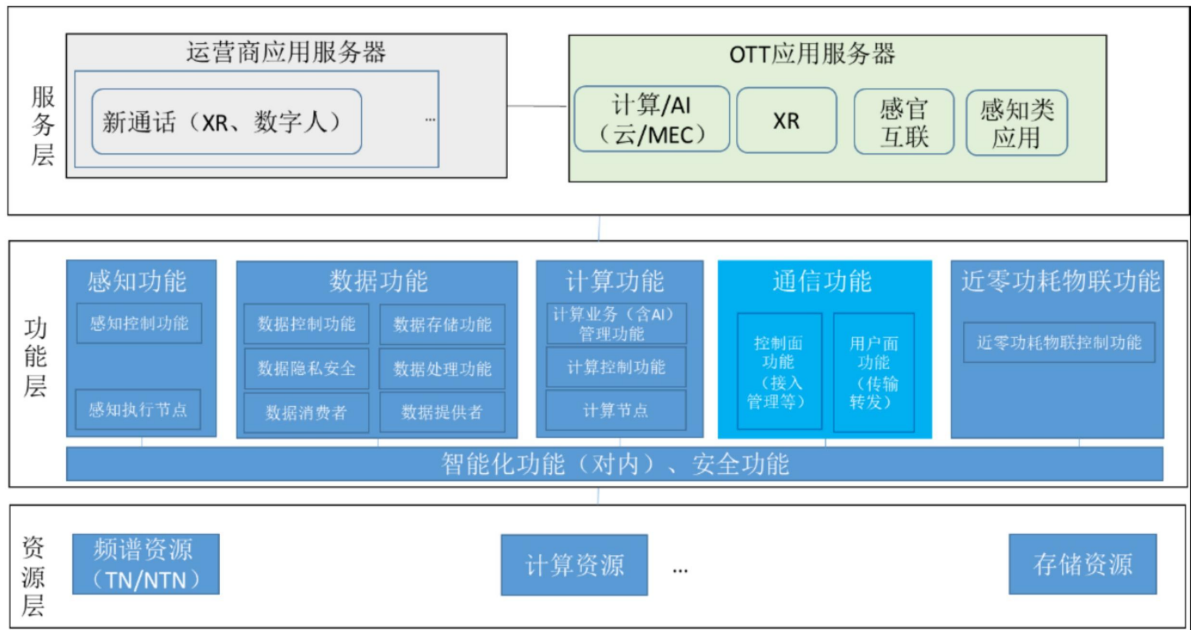 服务层
运营商应用服务器
新通话（XR、数字人）
...
OTT应用服务器
计算/AI
（云/MEC）
XR
感官
互联
感知类
应用
功能层
感知功能
感知控制功能
感知执行节点
数据功能
数据控制功能
数据存储功能
数据隐私安全
数据处理功能
数据消费者
数据提供者
计算功能
计算业务（含AI）
管理功能
计算控制功能
计算节点
通信功能
控制面
功能
（接入
管理等）
用户面
功能
（传输
转发）
近零功耗物联功能
近零功耗物联控制功能
智能化功能（对内）、安全功能
资源层
频谱资源
（TN/NTN）
计算资源
...
存储资源